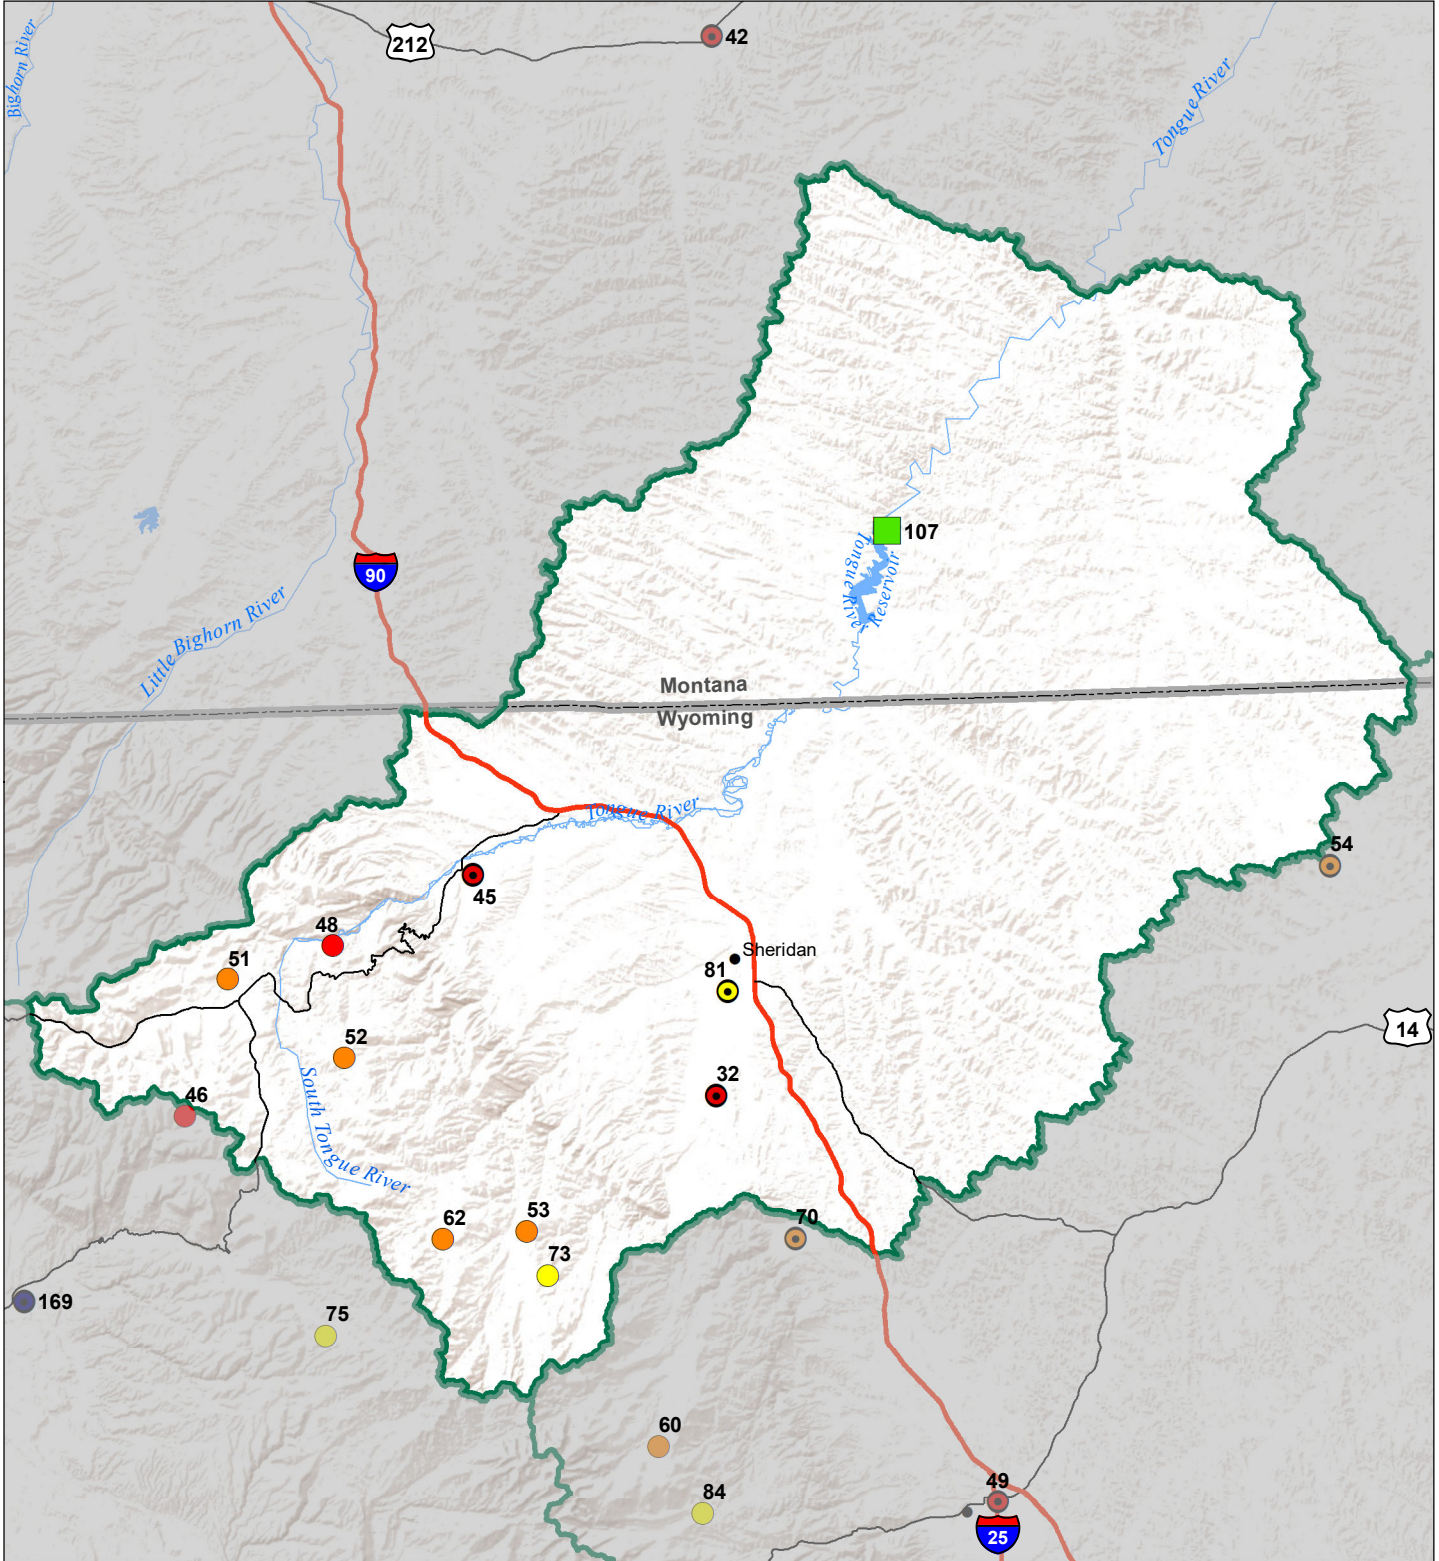 Bighorn River
212
42
Tongue River
107
Tongue River
Reservoir
90
Little Bighorn River
Montana
Wyoming
Tongue River
54
45
48
51
Sheridan
81
14
52
32
46
South Tongue River
62
53
70
73
169
75
60
84
49
25